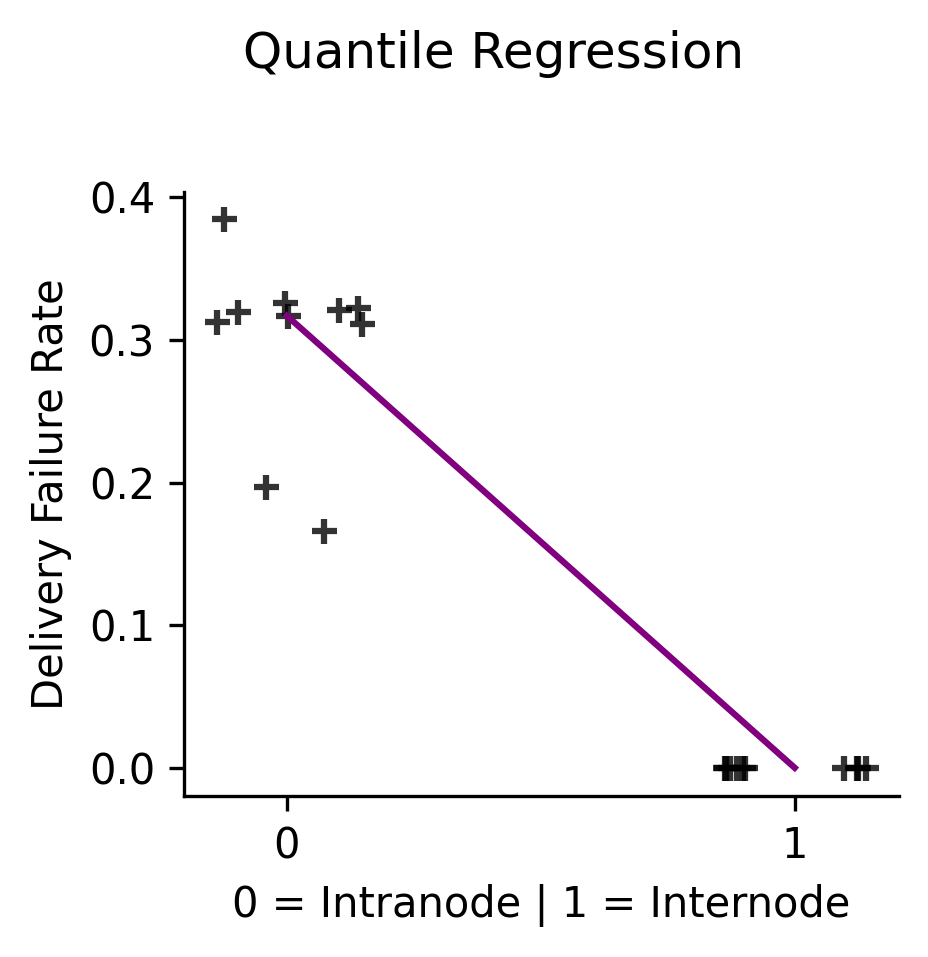 Quantile Regression
Delivery Failure Rate
0.4
0.3
0.2
0.1
0.0
0
1
0 = Intranode | 1 = Internode